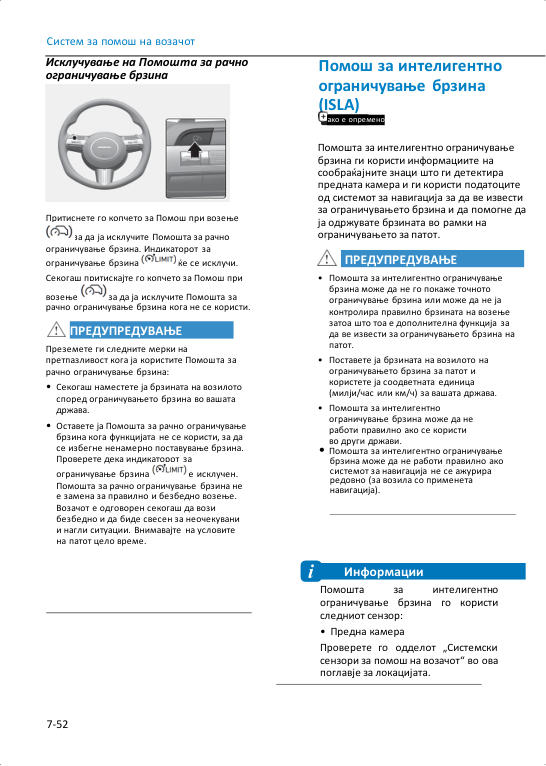 Систем за помош на возачот
Исклучување на Помошта за рачно
ограничување брзина
Притиснете го копчето за Помош при возење
за да ја исклучите Помошта за рачно
ограничување брзина. Индикаторот за
ограничување брзина (LIMIT) ќе се исклучи.
Секогаш притискајте го копчето за Помош при
возење за да ја исклучите Помошта за
рачно ограничување брзина кога не се користи.
ПРЕДУПРЕДУВАЊЕ
Преземете ги следните мерки на
претпазливост кога ја користите Помошта за
рачно ограничување брзина:
• Секогаш наместете ја брзината на возилото
според ограничувањето брзина во вашата
држава.
• Оставете ја Помошта за рачно ограничување
брзина кога функцијата не се користи, за да
се избегне ненамерно поставување брзина.
Проверете дека индикаторот за
ограничување брзина (LIMIT) е исклучен.
Помошта за рачно ограничување брзина не
е замена за правилно и безбедно возење.
Возачот е одговорен секогаш да вози
безбедно и да биде свесен за неочекувани
и нагли ситуации. Внимавајте на условите
на патот цело време.
Помош за интелигентно
ограничување брзина
(ISLA)
ако е опремено
Помошта за интелигентно ограничување
брзина ги користи информациите на
сообраќајните знаци што ги детектира
предната камера и ги користи податоците
од системот за навигација за да ве извести
за ограничувањето брзина и да помогне да
ја одржувате брзината во рамки на
ограничувањето за патот.
ПРЕДУПРЕДУВАЊЕ
• Помошта за интелигентно ограничување
брзина може да не го покаже точното
ограничување брзина или може да не ја
контролира правилно брзината на возење
затоа што тоа е дополнителна функција за
да ве извести за ограничувањето брзина на
патот.
• Поставете ја брзината на возилото на
ограничувањето брзина за патот и
користете ја соодветната единица
(милји/час или км/ч) за вашата држава.
• Помошта за интелигентно
ограничување брзина може да не
работи правилно ако се користи
во други држави.
• Помошта за интелигентно ограничување
брзина може да не работи правилно ако
системот за навигација не се ажурира
редовно (за возила со применета
навигација).
Информации
Помошта за интелигентно
ограничување брзина го користи
следниот сензор:
• Предна камера
Проверете го одделот „Системски
сензори за помош на возачот“ во ова
поглавје за локацијата.
7-52